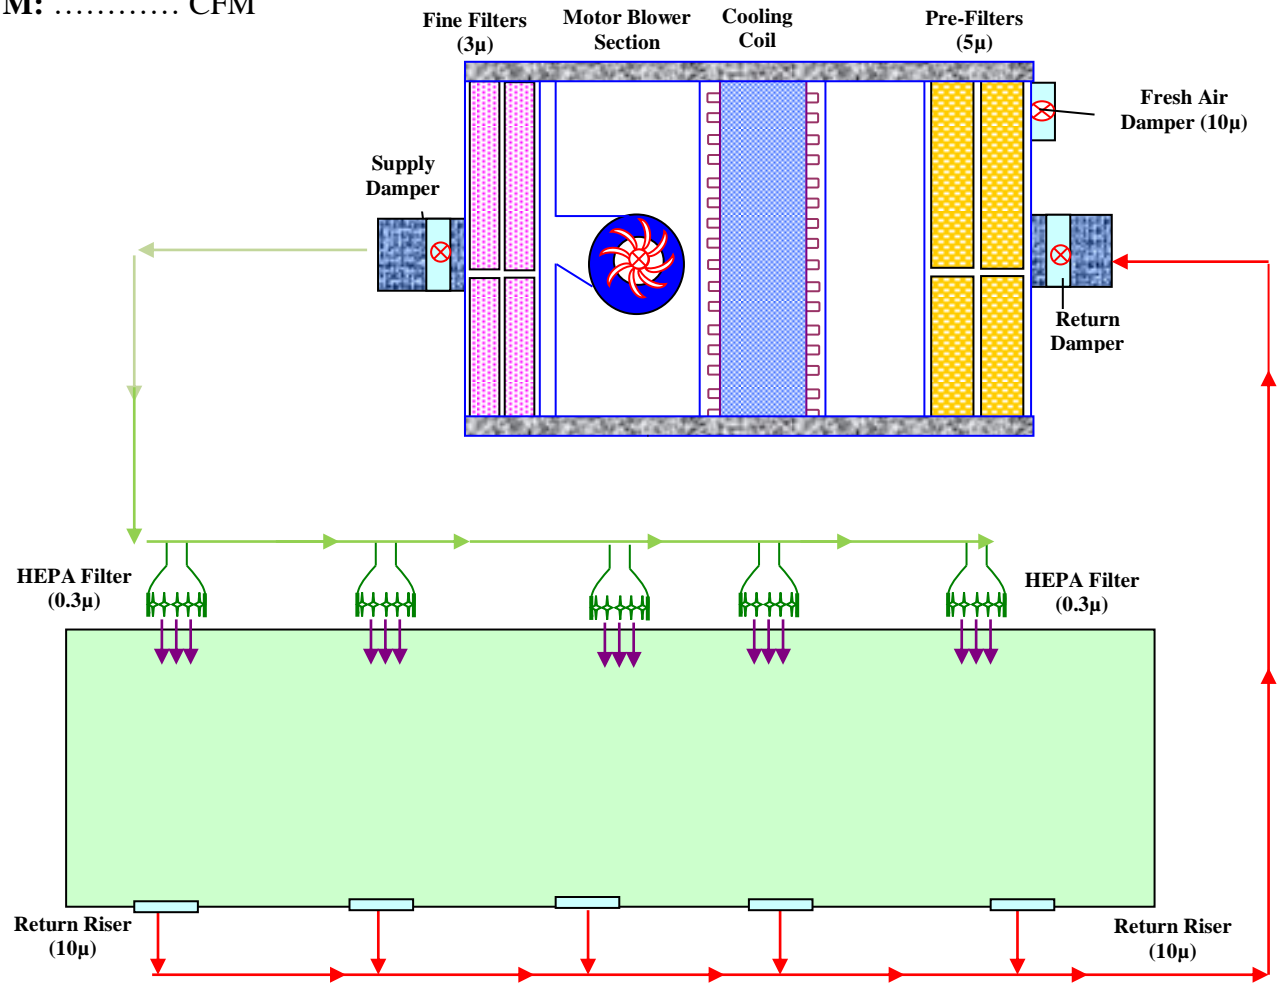 M: ………… CFM
Fine Filters
(3µ)
Motor Blower
Section
Cooling
Coil
Pre-Filters
(5µ)
Fresh Air
Damper (10µ)
Supply
Damper
Return
Damper
HEPA Filter
(0.3µ)
HEPA Filter
(0.3µ)
Return Riser
(10µ)
Return Riser
(10µ)